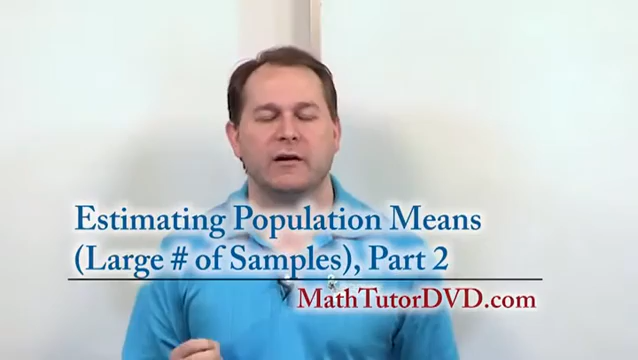 Estimating Population Means
(Large # of Samples), Part 2
MathTutorDVD.com